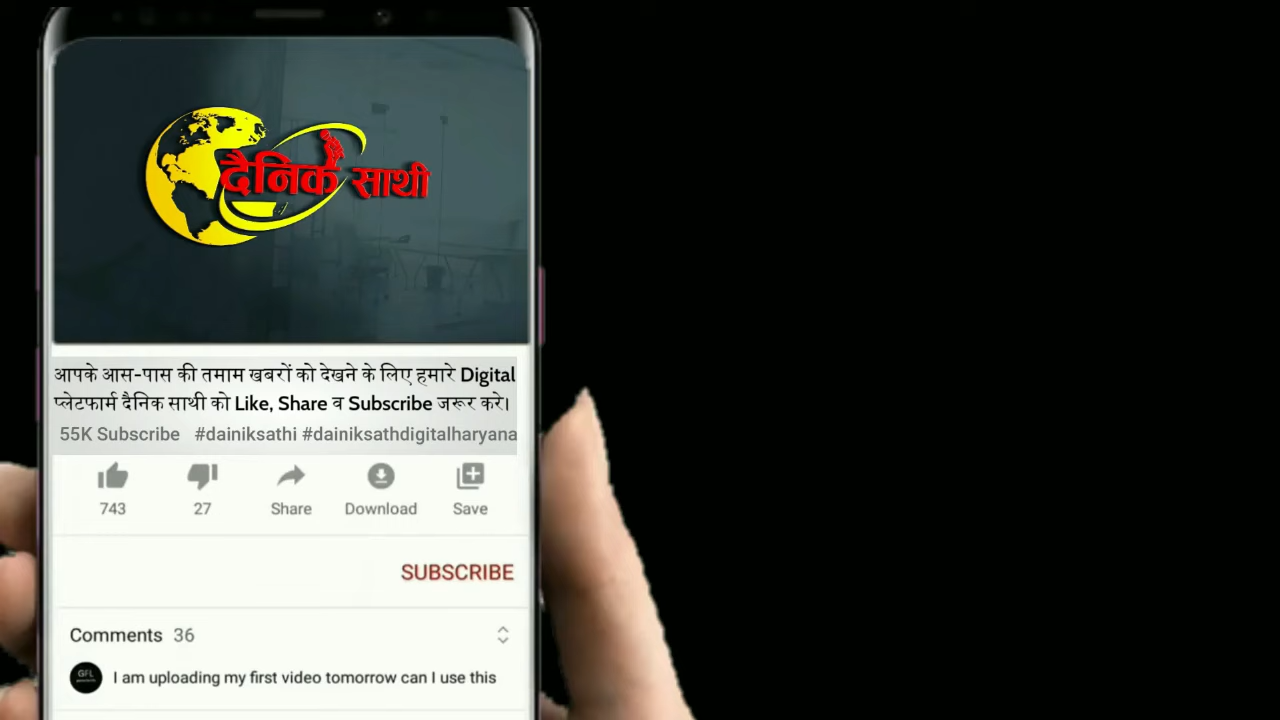 दैनिक साथी
आपके आस-पास की तमाम खबरों को देखने के लिए हमारे Digital
प्लेटफार्म दैनिक साथी को Like, Share व Subscribe जरूर करे।
55K Subscribe #dainiksathi #dainiksathdigitalharyana
743 27 Share Download Save
SUBSCRIBE
Comments 36
GFL
I am uploading my first video tomorrow can I use this